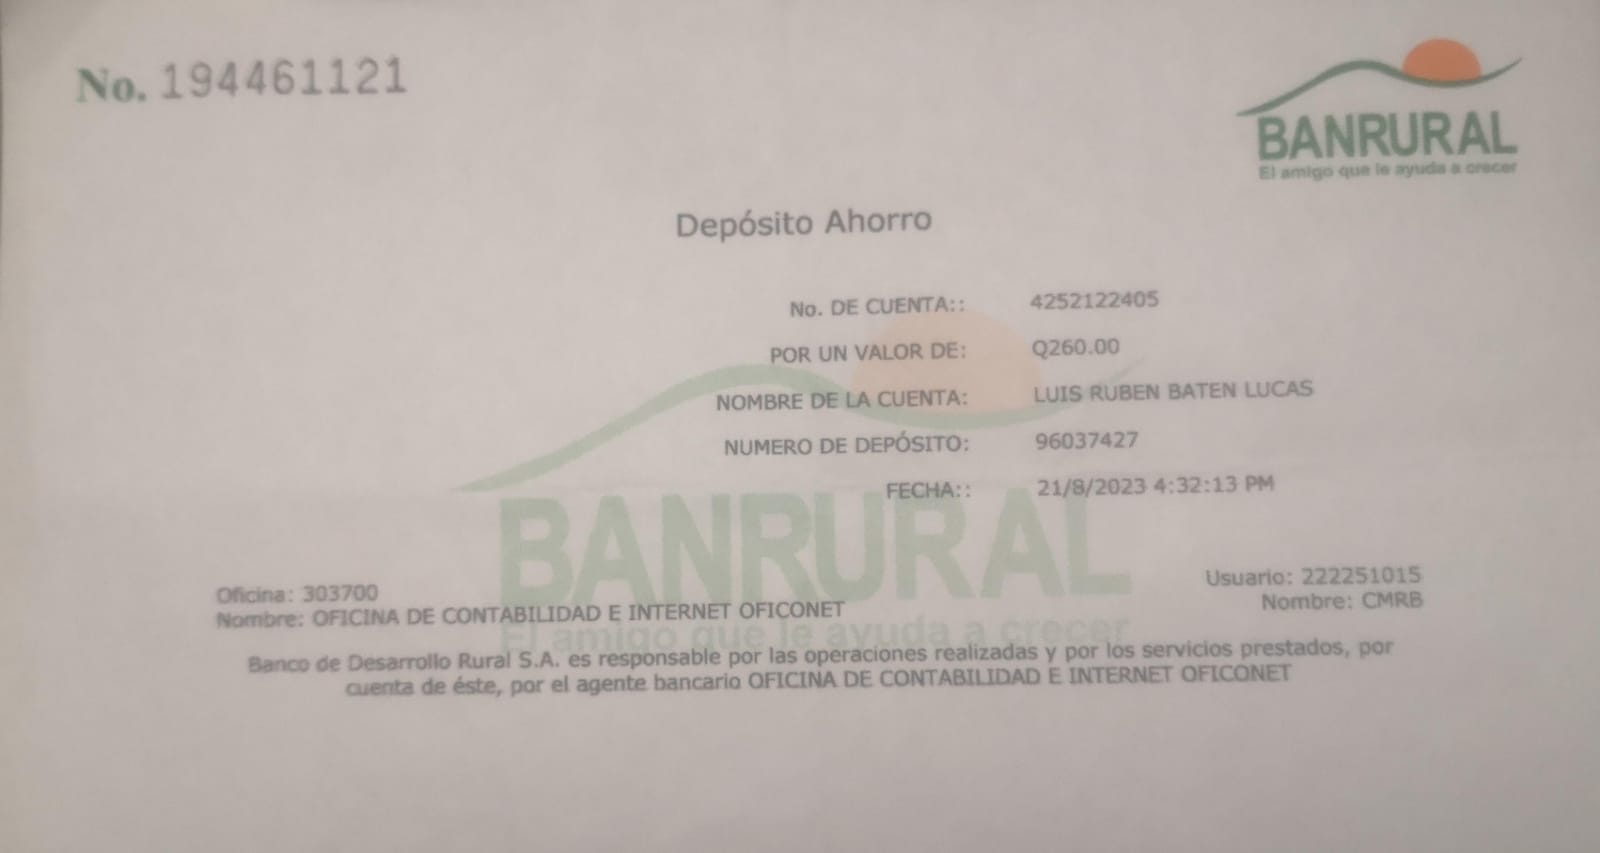 No. 194461121
BANRURAL
El amigo que le ayuda a crecer
Depósito Ahorro
No. DE CUENTA:: 4252122405
POR UN VALOR DE: Q260.00
NOMBRE DE LA CUENTA: LUIS RUBEN BATEN LUCAS
NUMERO DE DEPÓSITO: 96037427
FECHA:: 21/8/2023 4:32:13 PM
BANRURAL
El amigo que le ayuda a crecer
Oficina: 303700 Usuario: 222251015
Nombre: OFICINA DE CONTABILIDAD E INTERNET OFICONET Nombre: CMRB
Banco de Desarrollo Rural S.A. es responsable por las operaciones realizadas y por los servicios prestados, por
cuenta de éste, por el agente bancario OFICINA DE CONTABILIDAD E INTERNET OFICONET